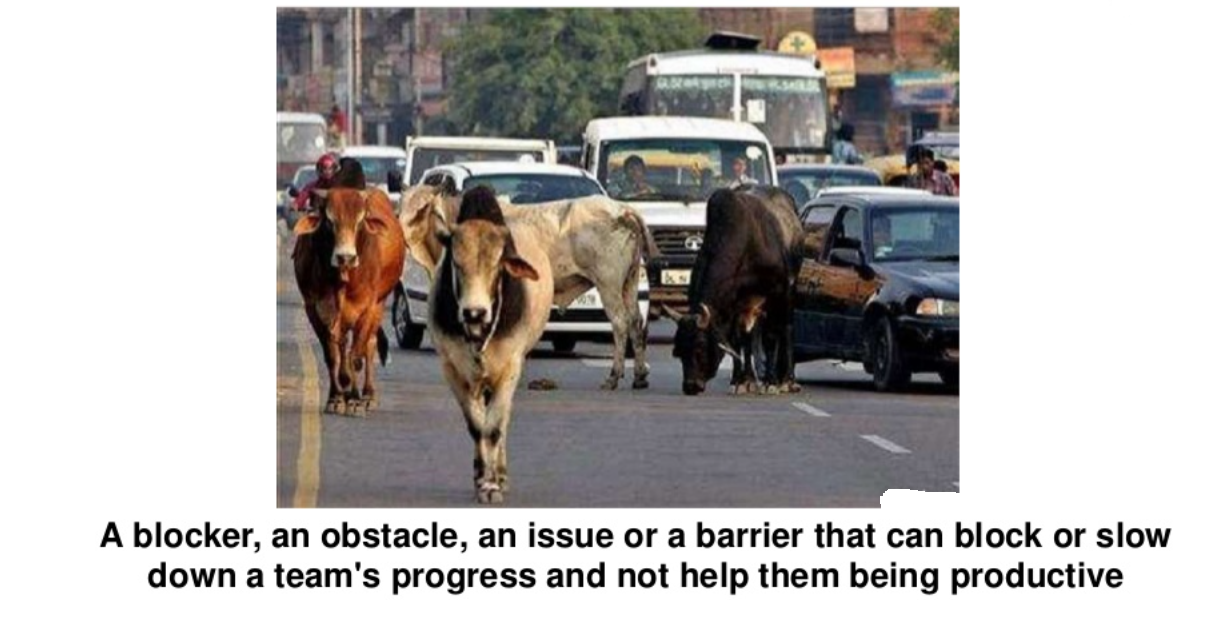 A blocker, an obstacle, an issue or a barrier that can block or slow
down a team's progress and not help them being productive